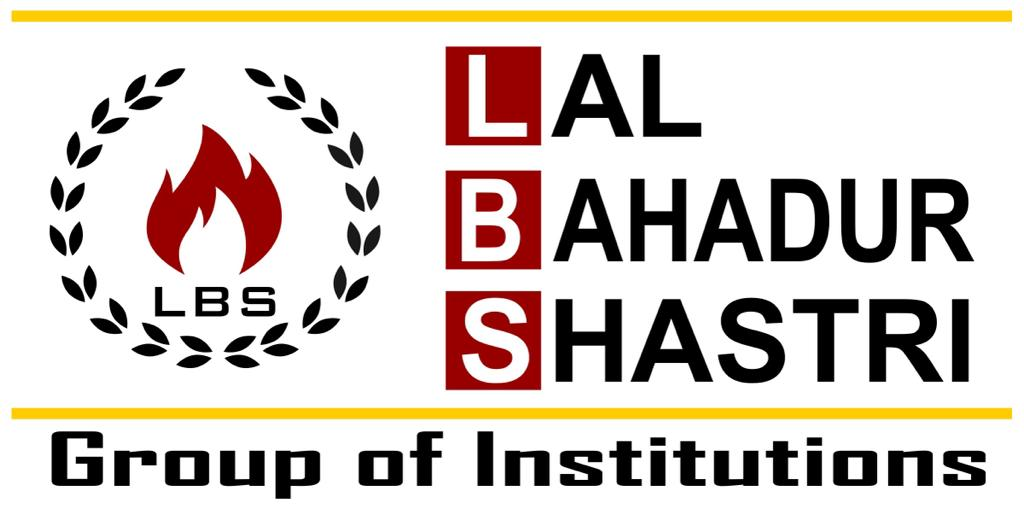 LBS
LAL
BAHADUR
SHASTRI
Group of Institutions